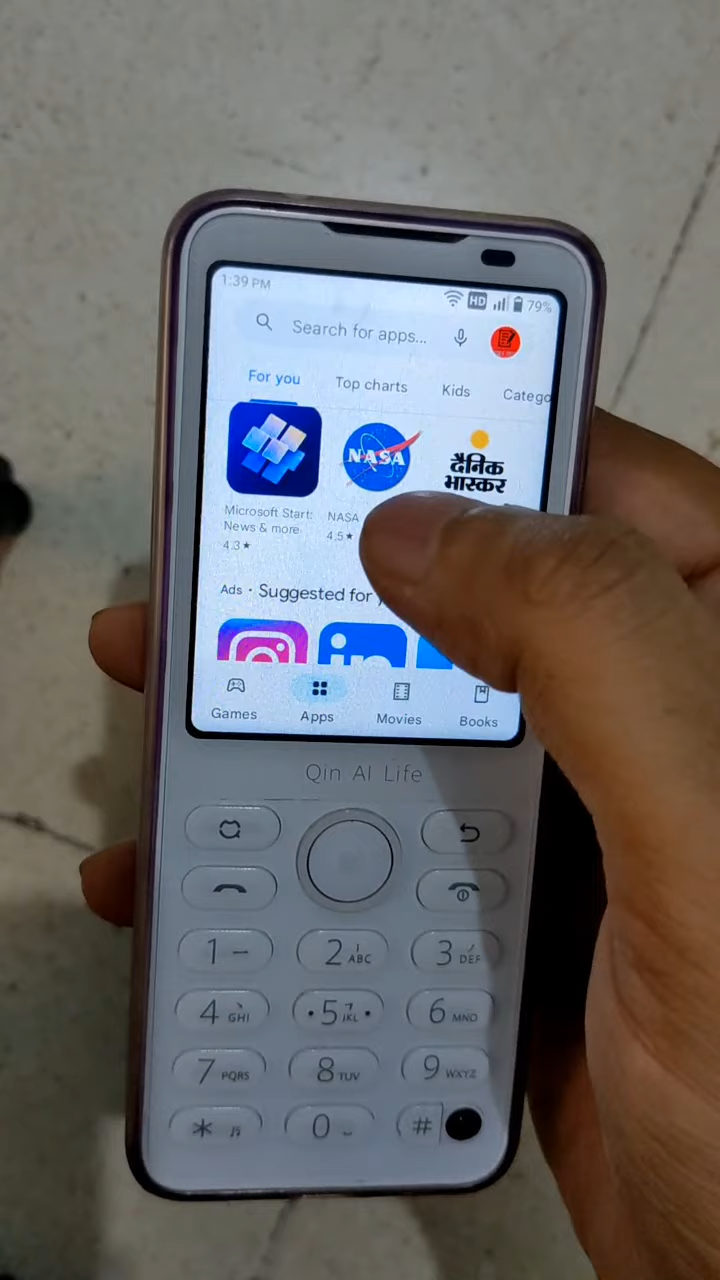 1:39 PM
HD 79%
Search for apps...
For you Top charts Kids Catego
NASA
दैनिक
भास्कर
Microsoft Start:
News & more
4.3★
NASA
4.5★
Ads • Suggested for
in
Games Apps Movies Books
Qin AI Life
1 —
2 ABC
3 DEF
4 GHI
5 JKL
6 MNO
7 PQRS
8 TUV
9 WXYZ
*
0
#